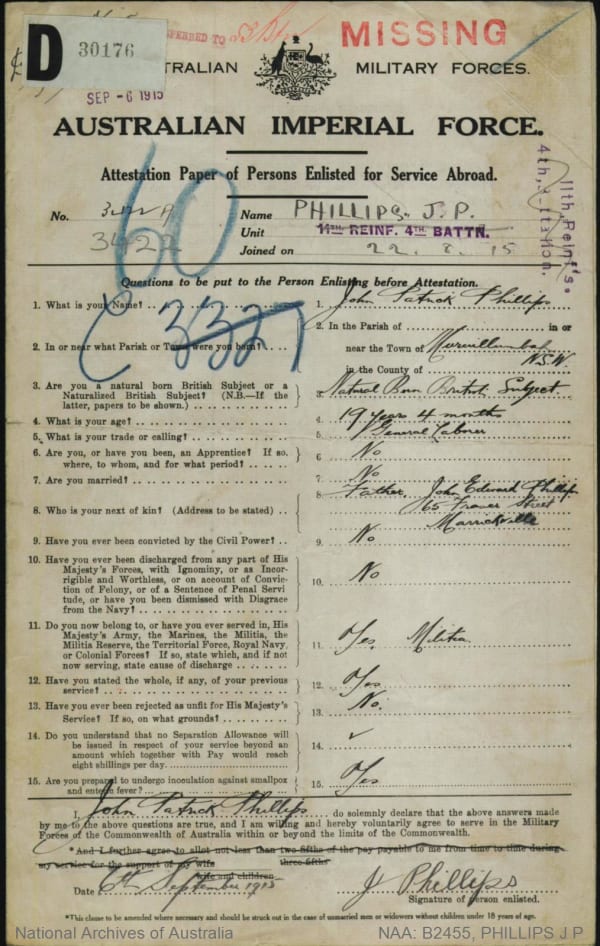 D
30176
MISSING
TRALIAN MILITARY FORCES.
SEP -6 1915
AUSTRALIAN IMPERIAL FORCE.
Attestation Paper of Persons Enlisted for Service Abroad.
60
No. Name PHILLIPS. J. P.
Unit 11TH REINF. 4TH BATTN.
Joined on 22. 8. 15
11th Reint's.
Questions to be put to the Person Enlisting before Attestation.
1. What is your Name? 1. John Patrick Phillips
2. In the Parish of in or
2. In or near what Parish or Town were you born? near the Town of Murwillumbah
in the County of N.S.W.
3327
3. Are you a natural born British Subject or a
Naturalized British Subject? (N.B.—If the
latter, papers to be shown.) 3. Natural Born British Subject
4. What is your age? 4. 19 years 4 months
5. What is your trade or calling? 5. General Laborer
6. Are you, or have you been, an Apprentice? If so,
where, to whom, and for what period? 6. No
7. Are you married? 7. No
8. Who is your next of kin? (Address to be stated) 8. Father, John Edward Phillips
65 Street
Marrickville
9. Have you ever been convicted by the Civil Power? 9. No
10. Have you ever been discharged from any part of His
Majesty's Forces, with Ignominy, or as Incor-
rigible and Worthless, or on account of Convic-
tion of Felony, or of a Sentence of Penal Servi
tude, or have you been dismissed with Disgrace
from the Navy? 10. No
11. Do you now belong to, or have you ever served in, His
Majesty's Army, the Marines, the Militia, the
Militia Reserve, the Territorial Force, Royal Navy
or Colonial Forces? If so, state which, and if not
now serving, state cause of discharge 11. Yes, Militia
12. Have you stated the whole, if any, of your previous
service? 12. Yes
13. Have you ever been rejected as unfit for His Majesty's
Service? If so, on what grounds? 13. No.
14. Do you understand that no Separation Allowance will
be issued in respect of your service beyond an
amount which together with Pay would reach
eight shillings per day. 14. ✓
15. Are you prepared to undergo inoculation against smallpox
and enteric fever? 15. Yes
I, John Patrick Phillips do solemnly declare that the above answers made
by me to the above questions are true, and I am willing and hereby voluntarily agree to serve in the Military
Forces of the Commonwealth of Australia within or beyond the limits of the Commonwealth.
*And I further agree to allot not less than two-fifths of the pay payable to me from time to time during
three-fifths
my service for the support of my wife
wife and children
Date 6th September 1915 J Phillips
Signature of person enlisted.
*This clause to be amended where necessary and should be struck out in the case of unmarried men or widowers without children under 18 years of age.
National Archives of Australia NAA: B2455, PHILLIPS J P